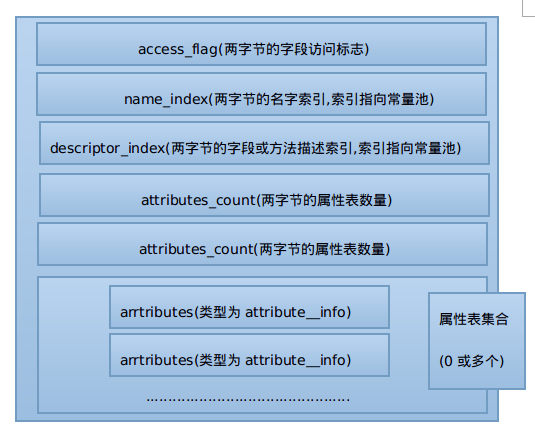 access_flag(两字节的字段访问标志)
name_index(两字节的名字索引,索引指向常量池)
descriptor_index(两字节的字段或方法描述索引,索引指向常量池)
attributes_count(两字节的属性表数量)
attributes_count(两字节的属性表数量)
arrtributes(类型为 attribute__info)
arrtributes(类型为 attribute__info)
...............................................
属性表集合
(0 或多个)